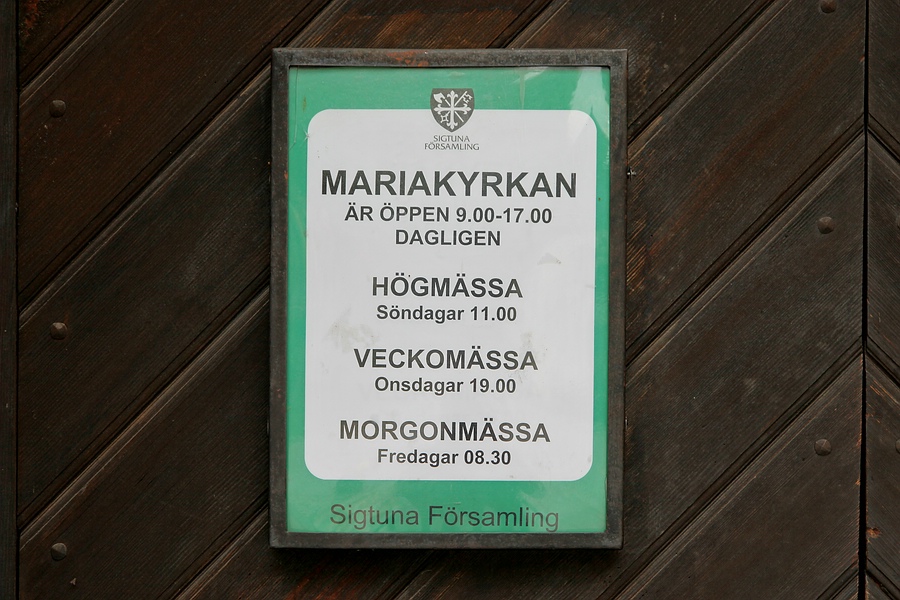 SIGTUNA
FÖRSAMLING
MARIAKYRKAN
ÄR ÖPPEN 9.00-17.00
DAGLIGEN
HÖGMÄSSA
Söndagar 11.00
VECKOMÄSSA
Onsdagar 19.00
MORGONMÄSSA
Fredagar 08.30
Sigtuna Församling